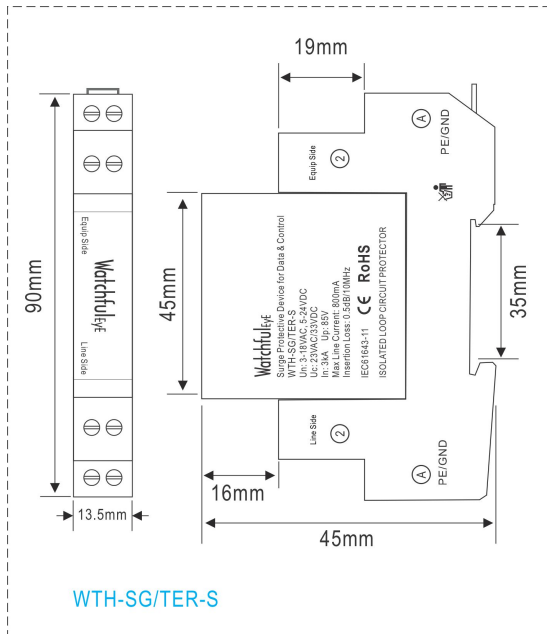 19mm
90mm
Equip Side
WatchfulEyE
Line Side
13.5mm
Equip Side
2
A
PE/GND
45mm
WatchfulEyE
Surge Protective Device for Data & Control
WTH-SG/TER-S
Un: 3-18VAC, 5-24VDC
Uc: 23VAC/33VDC
In: 3kA Up: 85V
Max Line Current: 800mA
Insertion Loss: 0.5dB/10MHz
IEC61643-11 CE RoHS
ISOLATED LOOP CIRCUIT PROTECTOR
35mm
Line Side
2
A
PE/GND
16mm
45mm
WTH-SG/TER-S